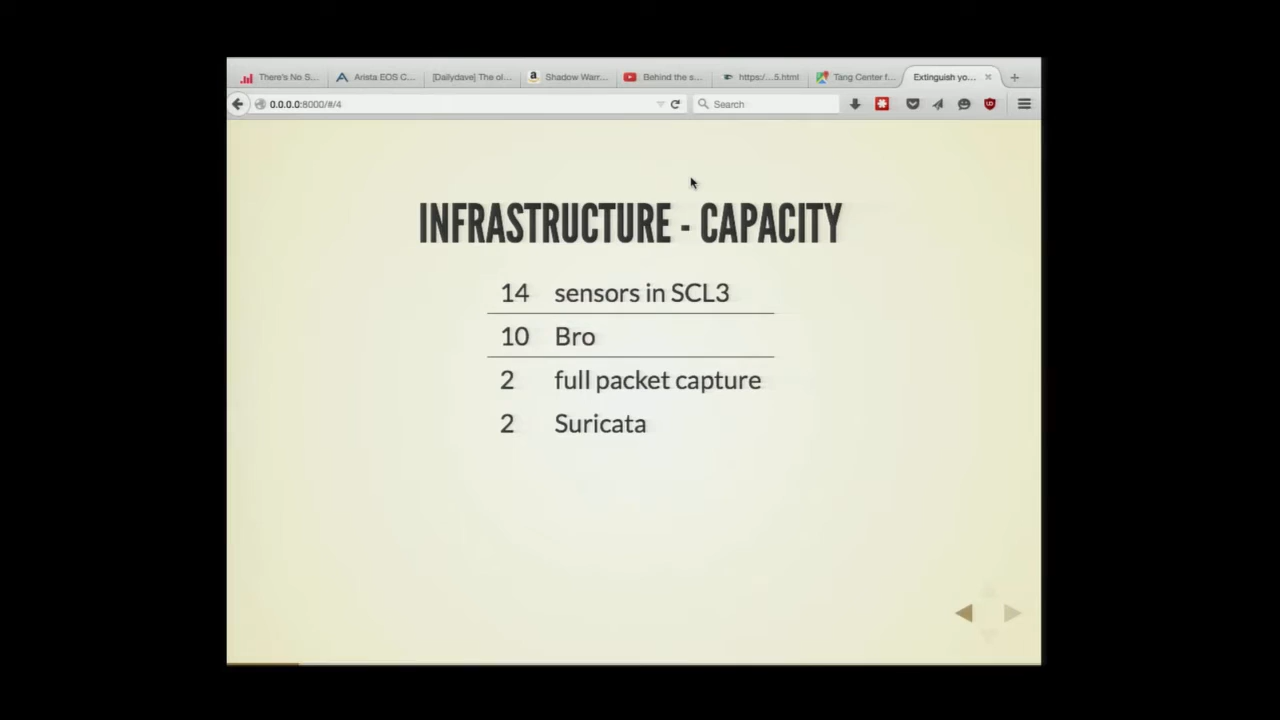 There's No S...
Arista EOS C...
[Dailydave] The ol...
Shadow Warr...
Behind the s...
https:/...5.html
Tang Center f...
Extinguish yo...
0.0.0.0:8000/#/4
Search
INFRASTRUCTURE - CAPACITY
14 sensors in SCL3
10 Bro
2 full packet capture
2 Suricata